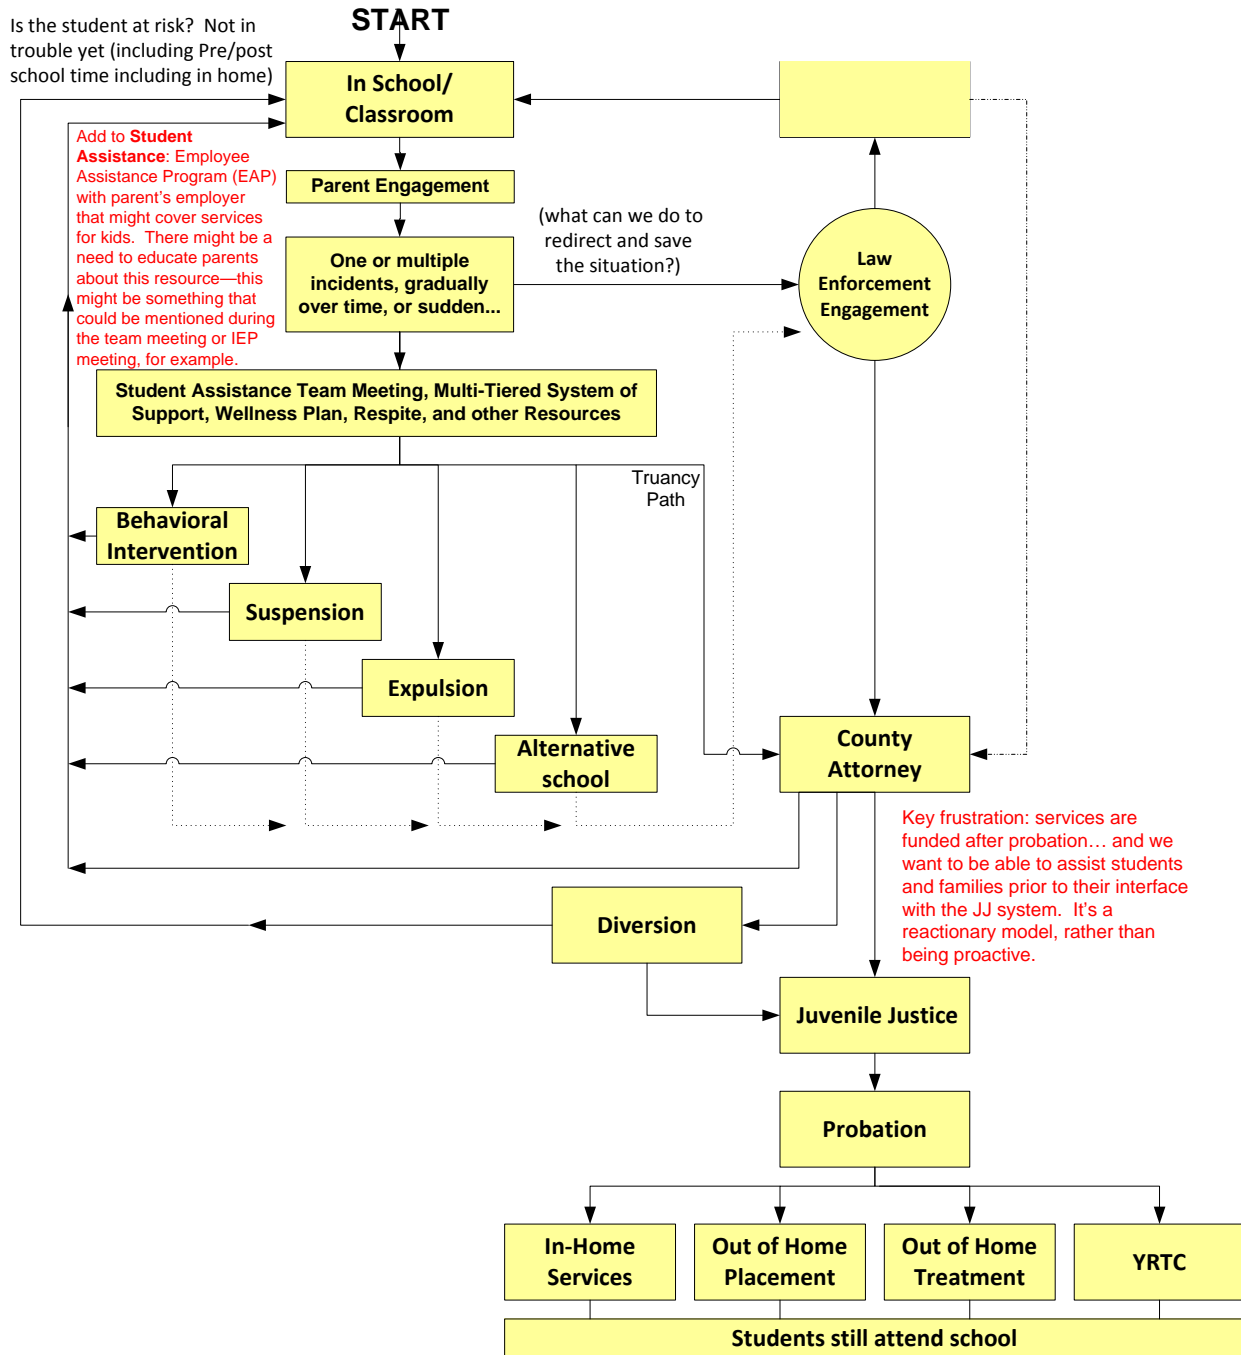 START
Is the student at risk?  Not in
trouble yet (including Pre/post
school time including in home)
In School/
Classroom
Add to Student
Assistance: Employee
Assistance Program (EAP)
with parent's employer
that might cover services
for kids.  There might be a
need to educate parents
about this resource—this
might be something that
could be mentioned during
the team meeting or IEP
meeting, for example.
Parent Engagement
(what can we do to
redirect and save
the situation?)
One or multiple
incidents, gradually
over time, or sudden...
Law
Enforcement
Engagement
Student Assistance Team Meeting, Multi-Tiered System of
Support, Wellness Plan, Respite, and other Resources
Truancy
Path
Behavioral
Intervention
Suspension
Expulsion
Alternative
school
County
Attorney
Key frustration: services are
funded after probation… and we
want to be able to assist students
and families prior to their interface
with the JJ system.  It's a
reactionary model, rather than
being proactive.
Diversion
Juvenile Justice
Probation
In-Home
Services
Out of Home
Placement
Out of Home
Treatment
YRTC
Students still attend school